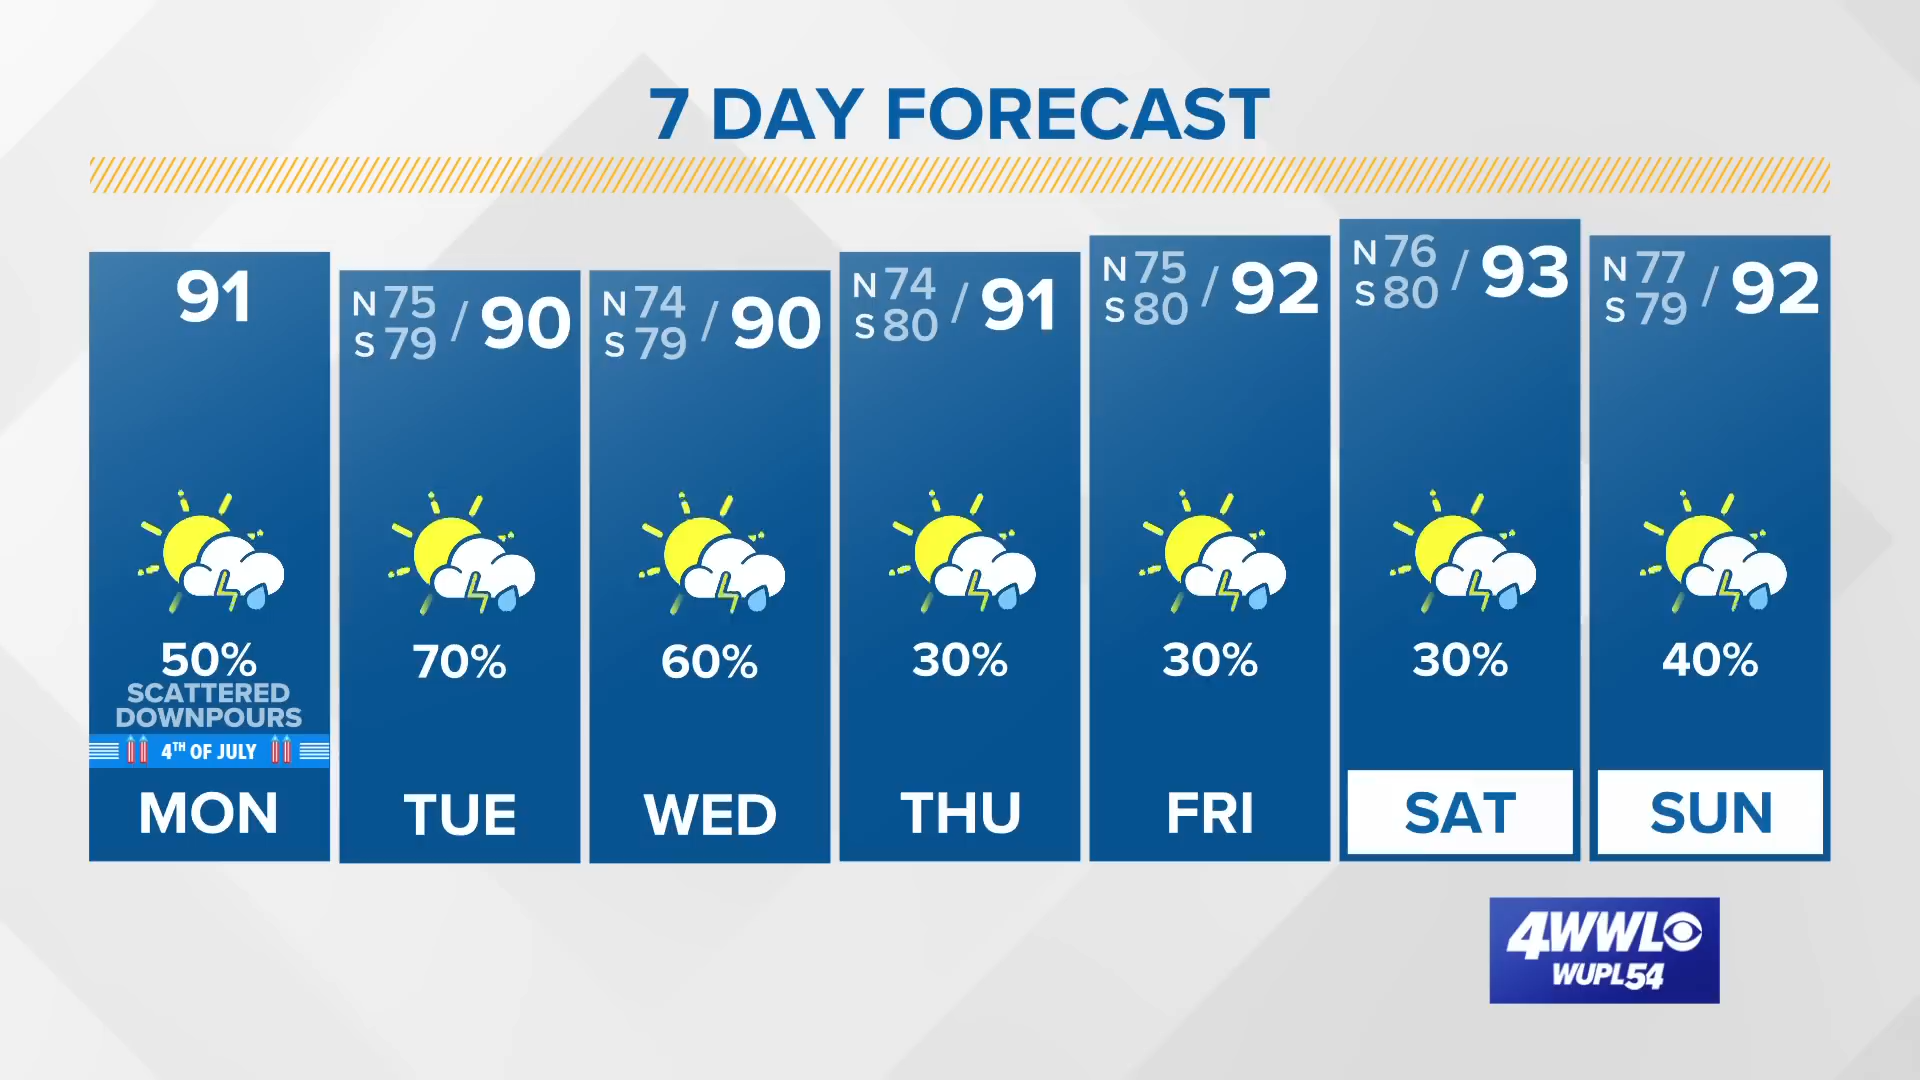 7 DAY FORECAST
91
50%
SCATTERED
DOWNPOURS
4TH OF JULY
MON
N 75
S 79 / 90
70%
TUE
N 74
S 79 / 90
60%
WED
N 74
S 80 / 91
30%
THU
N 75
S 80 / 92
30%
FRI
N 76
S 80 / 93
30%
SAT
N 77
S 79 / 92
40%
SUN
4WWL
WUPL54